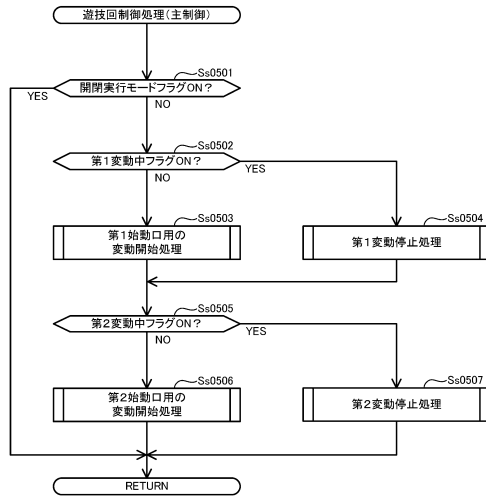 遊技回制御処理(主制御)
Ss0501
開閉実行モードフラグON?
YES
NO
Ss0502
第1変動中フラグON?
YES
NO
Ss0503
第1始動口用の
変動開始処理
Ss0504
第1変動停止処理
Ss0505
第2変動中フラグON?
YES
NO
Ss0506
第2始動口用の
変動開始処理
Ss0507
第2変動停止処理
RETURN